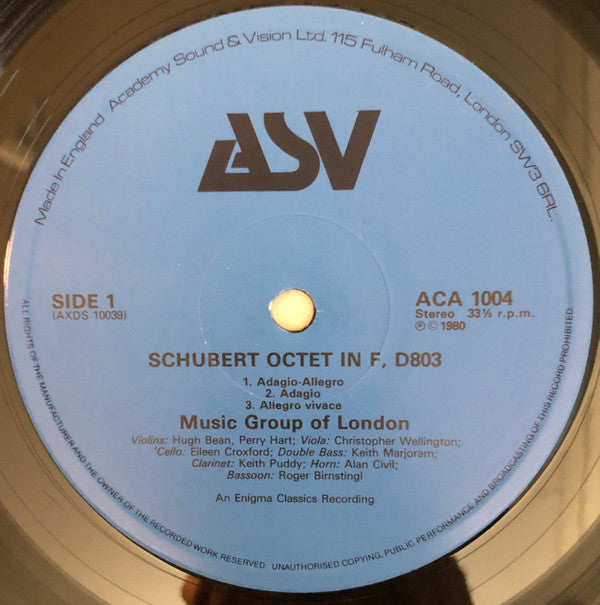 Made in England Academy Sound & Vision Ltd. 115 Fulham Road, London SW3 6RL.
ASV
SIDE 1
(AXDS 10039)
ACA 1004
Stereo 33⅓ r.p.m.
℗ © 1980
SCHUBERT OCTET IN F, D803
1. Adagio-Allegro
2. Adagio
3. Allegro vivace
Music Group of London
Violins: Hugh Bean, Perry Hart; Viola: Christopher Wellington;
'Cello: Eileen Croxford; Double Bass: Keith Marjoram;
Clarinet: Keith Puddy; Horn: Alan Civil;
Bassoon: Roger Birnstingl
An Enigma Classics Recording
ALL RIGHTS OF THE MANUFACTURER AND THE OWNER OF THE RECORDED WORK RESERVED. UNAUTHORISED COPYING, PUBLIC PERFORMANCE AND BROADCASTING OF THIS RECORD PROHIBITED.